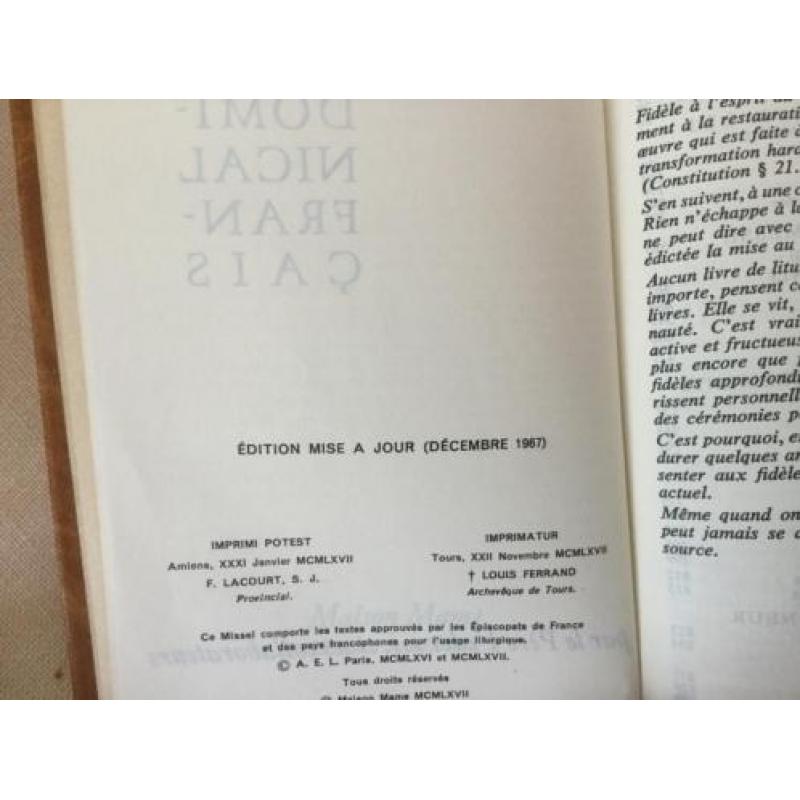 DOMI-
NICAL
FRAN-
ÇAIS
ÉDITION MISE A JOUR (DÉCEMBRE 1967)
IMPRIMI POTEST
Amiens, XXXI Janvier MCMLXVII
F. LACOURT, S. J.
Provincial.
IMPRIMATUR
Tours, XXII Novembre MCMLXVII
† LOUIS FERRAND
Archevêque de Tours.
Ce Missel comporte les textes approuvés par les Épiscopats de France
et des pays francophones pour l'usage liturgique.
© A. E. L. Paris, MCMLXVI et MCMLXVII.
Tous droits réservés
© Maison Mame MCMLXVII
Fidèle à l'esprit
ment à la restaurati
œuvre qui est faite
transformation hard
(Constitution § 21.
S'en suivent, à une
Rien n'échappe à la
ne peut dire avec
édictée la mise au
Aucun livre de litu
importe, pensent
livres. Elle se vit,
nauté. C'est vrai
active et fructueus
plus encore que
fidèles approfondi
rissent personnell
des cérémonies
C'est pourquoi,
durer quelques
senter aux fidèle
actuel.
Même quand on
peut jamais se
source.